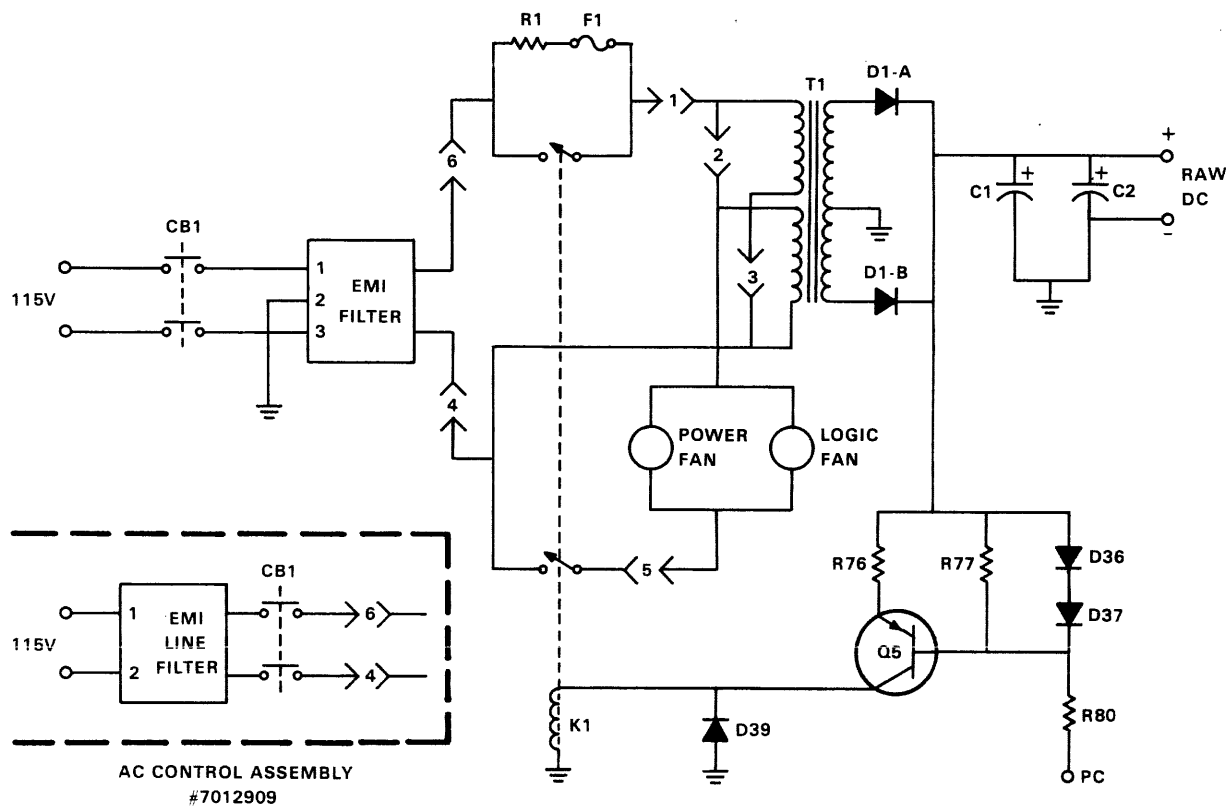 R1
F1
T1
D1-A
1
+
6
2
+
+
RAW
DC
C1
C2
-
CB1
115V
1
2
3
EMI
FILTER
3
D1-B
4
POWER
FAN
LOGIC
FAN
R76
R77
D36
D37
5
Q5
CB1
115V
1
2
EMI
LINE
FILTER
6
4
K1
D39
R80
PC
AC CONTROL ASSEMBLY
#7012909